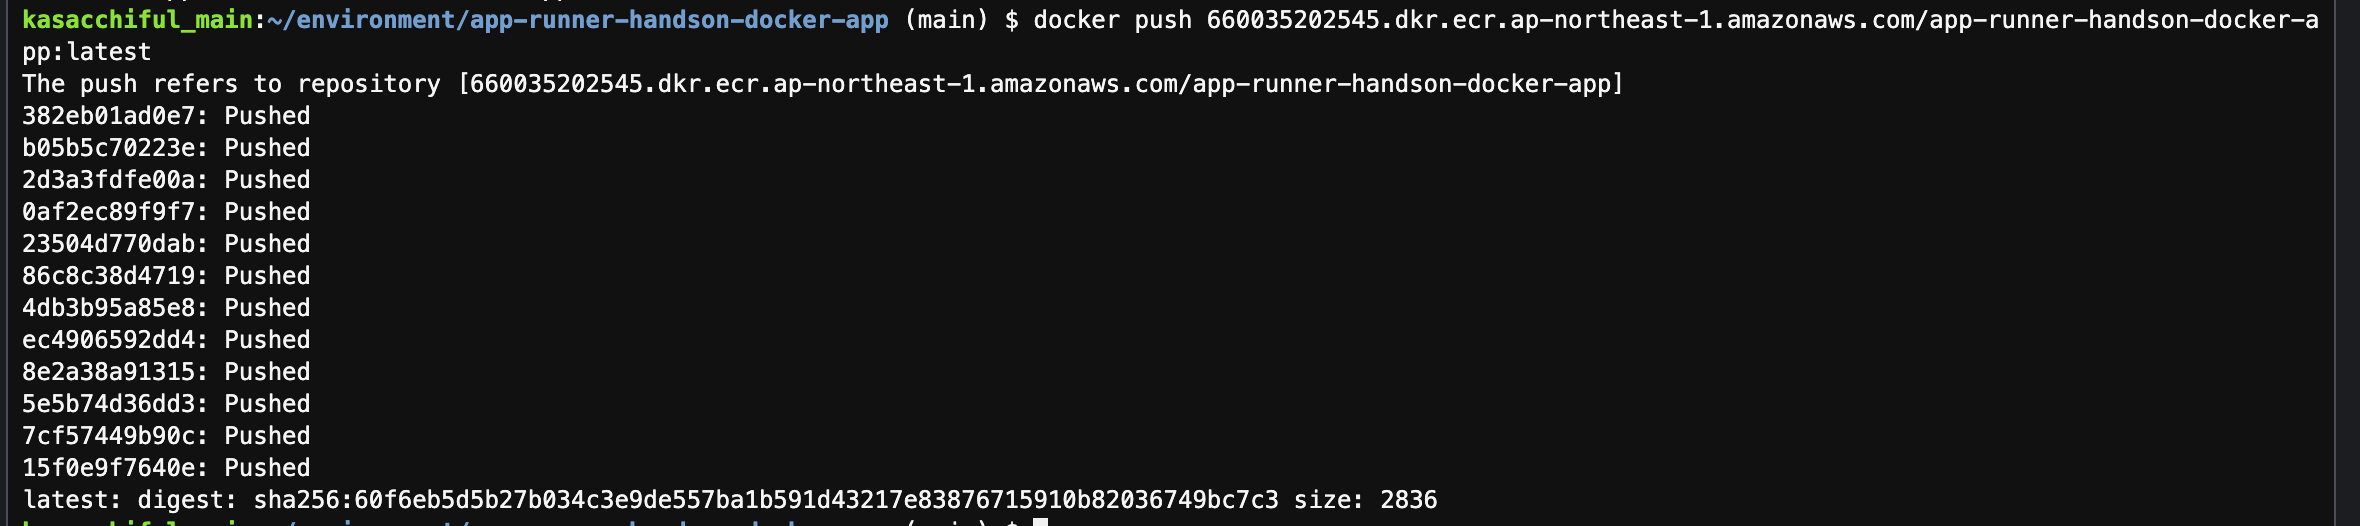 kasacchiful_main:~/environment/app-runner-handson-docker-app (main) $ docker push 660035202545.dkr.ecr.ap-northeast-1.amazonaws.com/app-runner-handson-docker-a
pp:latest
The push refers to repository [660035202545.dkr.ecr.ap-northeast-1.amazonaws.com/app-runner-handson-docker-app]
382eb01ad0e7: Pushed
b05b5c70223e: Pushed
2d3a3fdfe00a: Pushed
0af2ec89f9f7: Pushed
23504d770dab: Pushed
86c8c38d4719: Pushed
4db3b95a85e8: Pushed
ec4906592dd4: Pushed
8e2a38a91315: Pushed
5e5b74d36dd3: Pushed
7cf57449b90c: Pushed
15f0e9f7640e: Pushed
latest: digest: sha256:60f6eb5d5b27b034c3e9de557ba1b591d43217e83876715910b82036749bc7c3 size: 2836